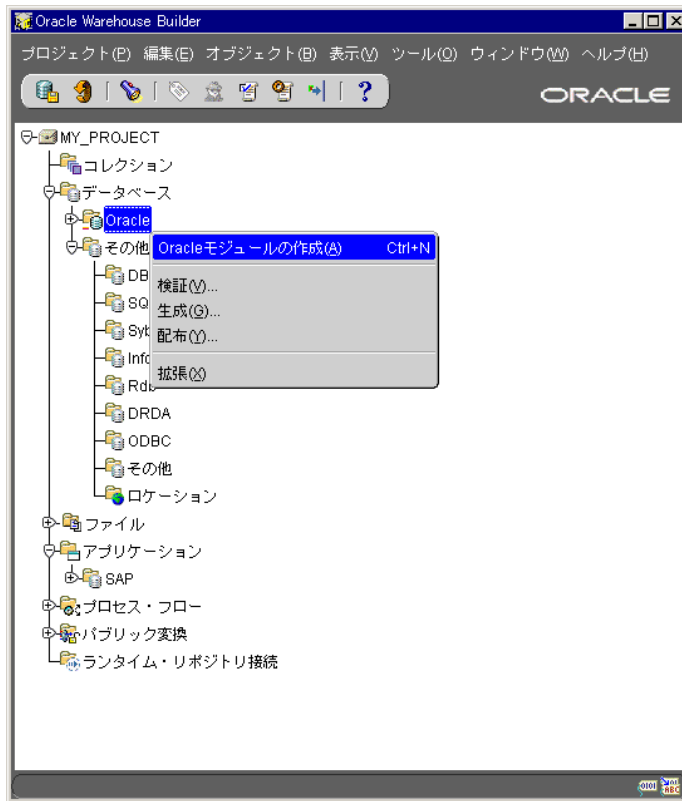 Oracle Warehouse Builder
プロジェクト(P) 編集(E) オブジェクト(B) 表示(V) ツール(O) ウィンドウ(W) ヘルプ(H)
ORACLE
MY_PROJECT
コレクション
データベース
Oracle
その他
Oracleモジュールの作成(A) Ctrl+N
DB
検証(V)...
SQ
生成(G)...
Syb
配布(Y)...
Info
拡張(X)
Rdb
DRDA
ODBC
その他
ロケーション
ファイル
アプリケーション
SAP
プロセス・フロー
パブリック変換
ランタイム・リポジトリ接続